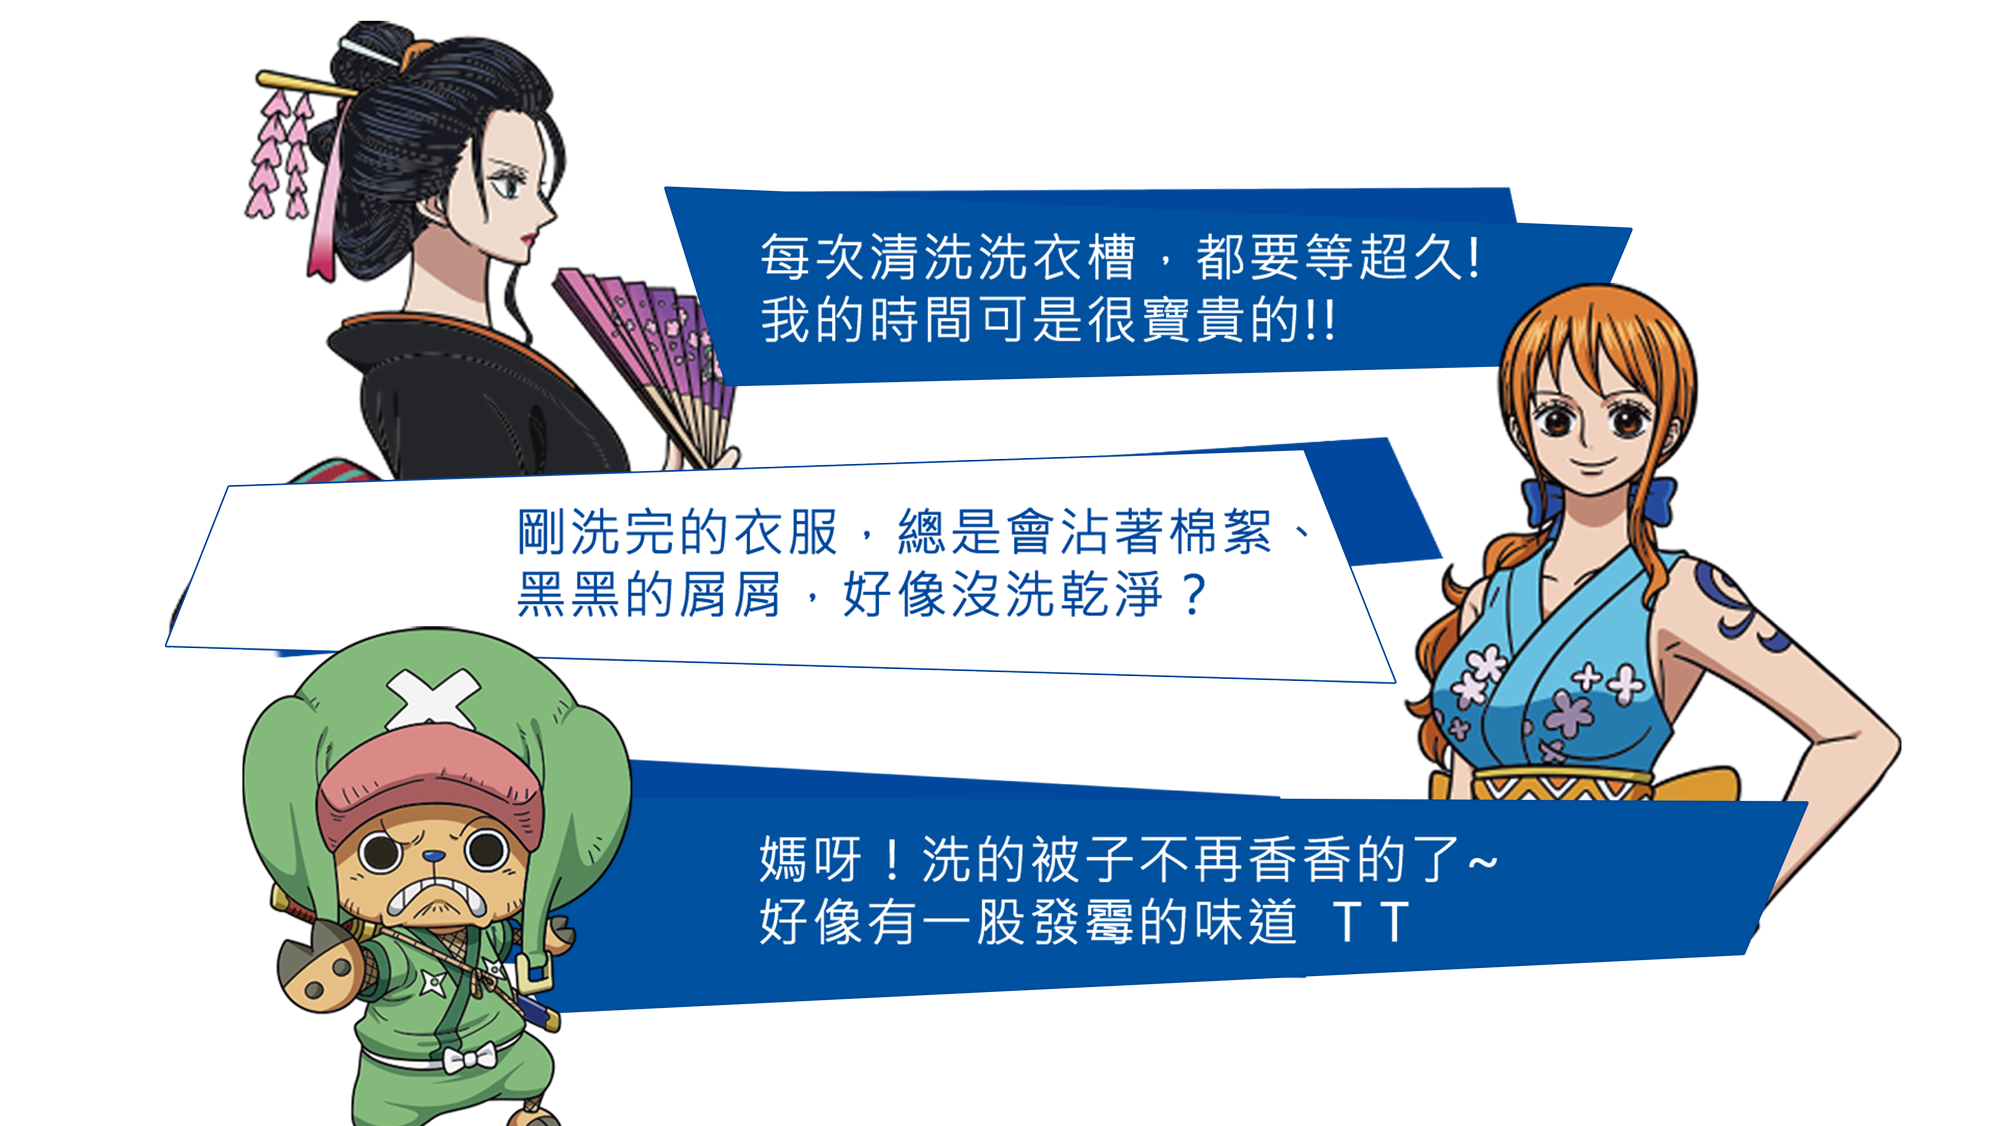 每次清洗洗衣槽，都要等超久!
我的時間可是很寶貴的!!
剛洗完的衣服，總是會沾著棉絮、
黑黑的屑屑，好像沒洗乾淨？
媽呀！洗的被子不再香香的了~
好像有一股發霉的味道 T T